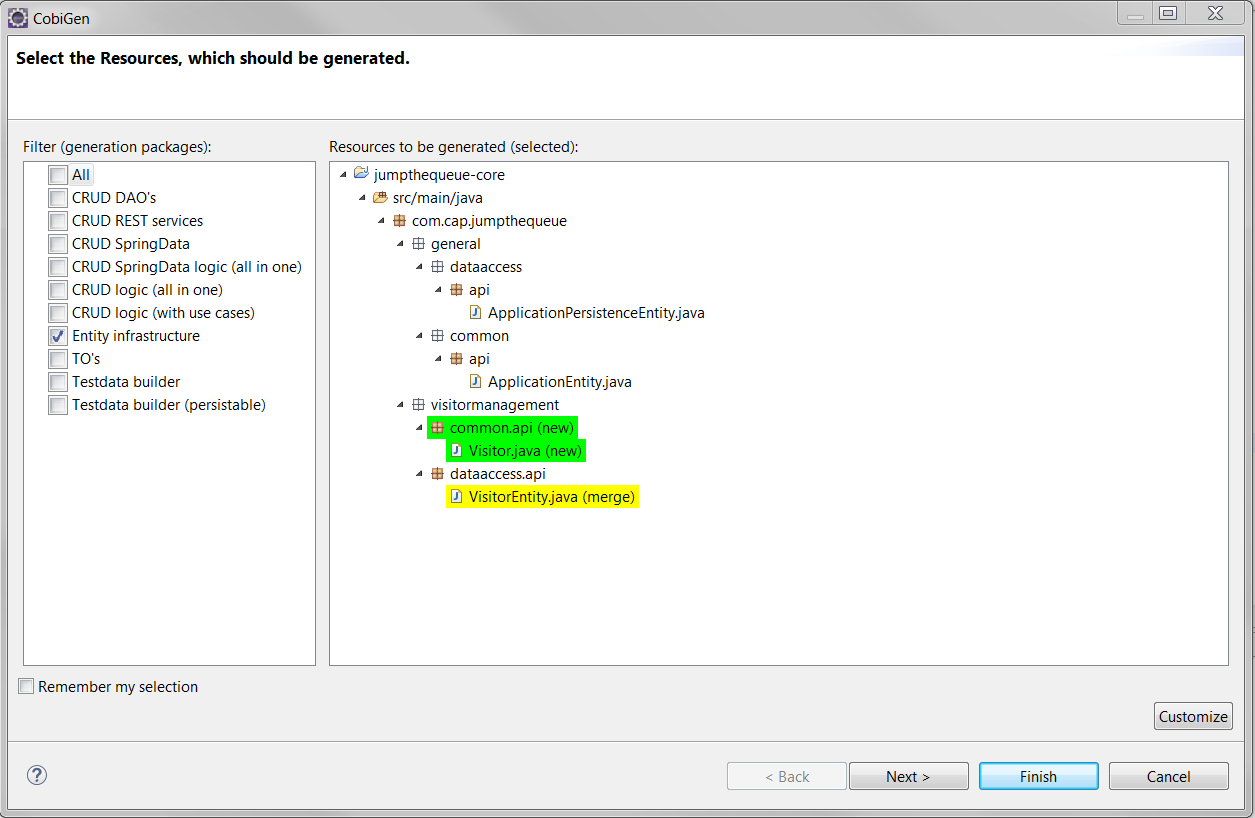 CobiGen
Select the Resources, which should be generated.
Filter (generation packages):
All
CRUD DAO's
CRUD REST services
CRUD SpringData
CRUD SpringData logic (all in one)
CRUD logic (all in one)
CRUD logic (with use cases)
Entity infrastructure
TO's
Testdata builder
Testdata builder (persistable)
Resources to be generated (selected):
jumpthequeue-core
src/main/java
com.cap.jumpthequeue
general
dataaccess
api
ApplicationPersistenceEntity.java
common
api
ApplicationEntity.java
visitormanagement
common.api (new)
Visitor.java (new)
dataaccess.api
VisitorEntity.java (merge)
Remember my selection
Customize
?
< Back
Next >
Finish
Cancel